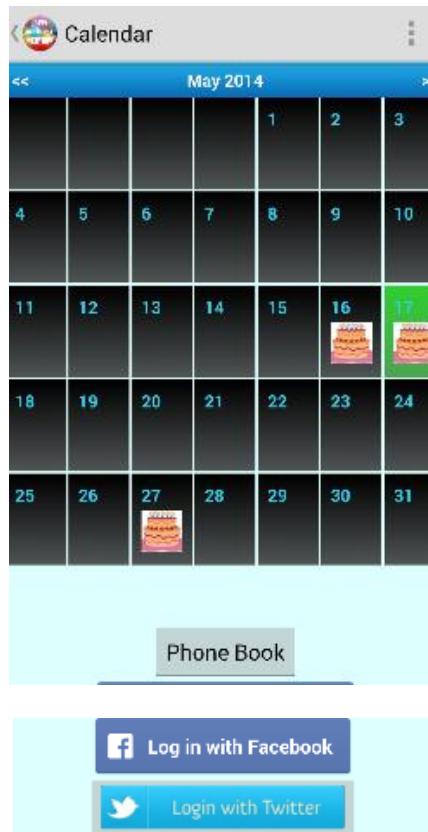 Calendar
<< May 2014 >
1 2 3
4 5 6 7 8 9 10
11 12 13 14 15 16 17
18 19 20 21 22 23 24
25 26 27 28 29 30 31
Phone Book
Log in with Facebook
Login with Twitter